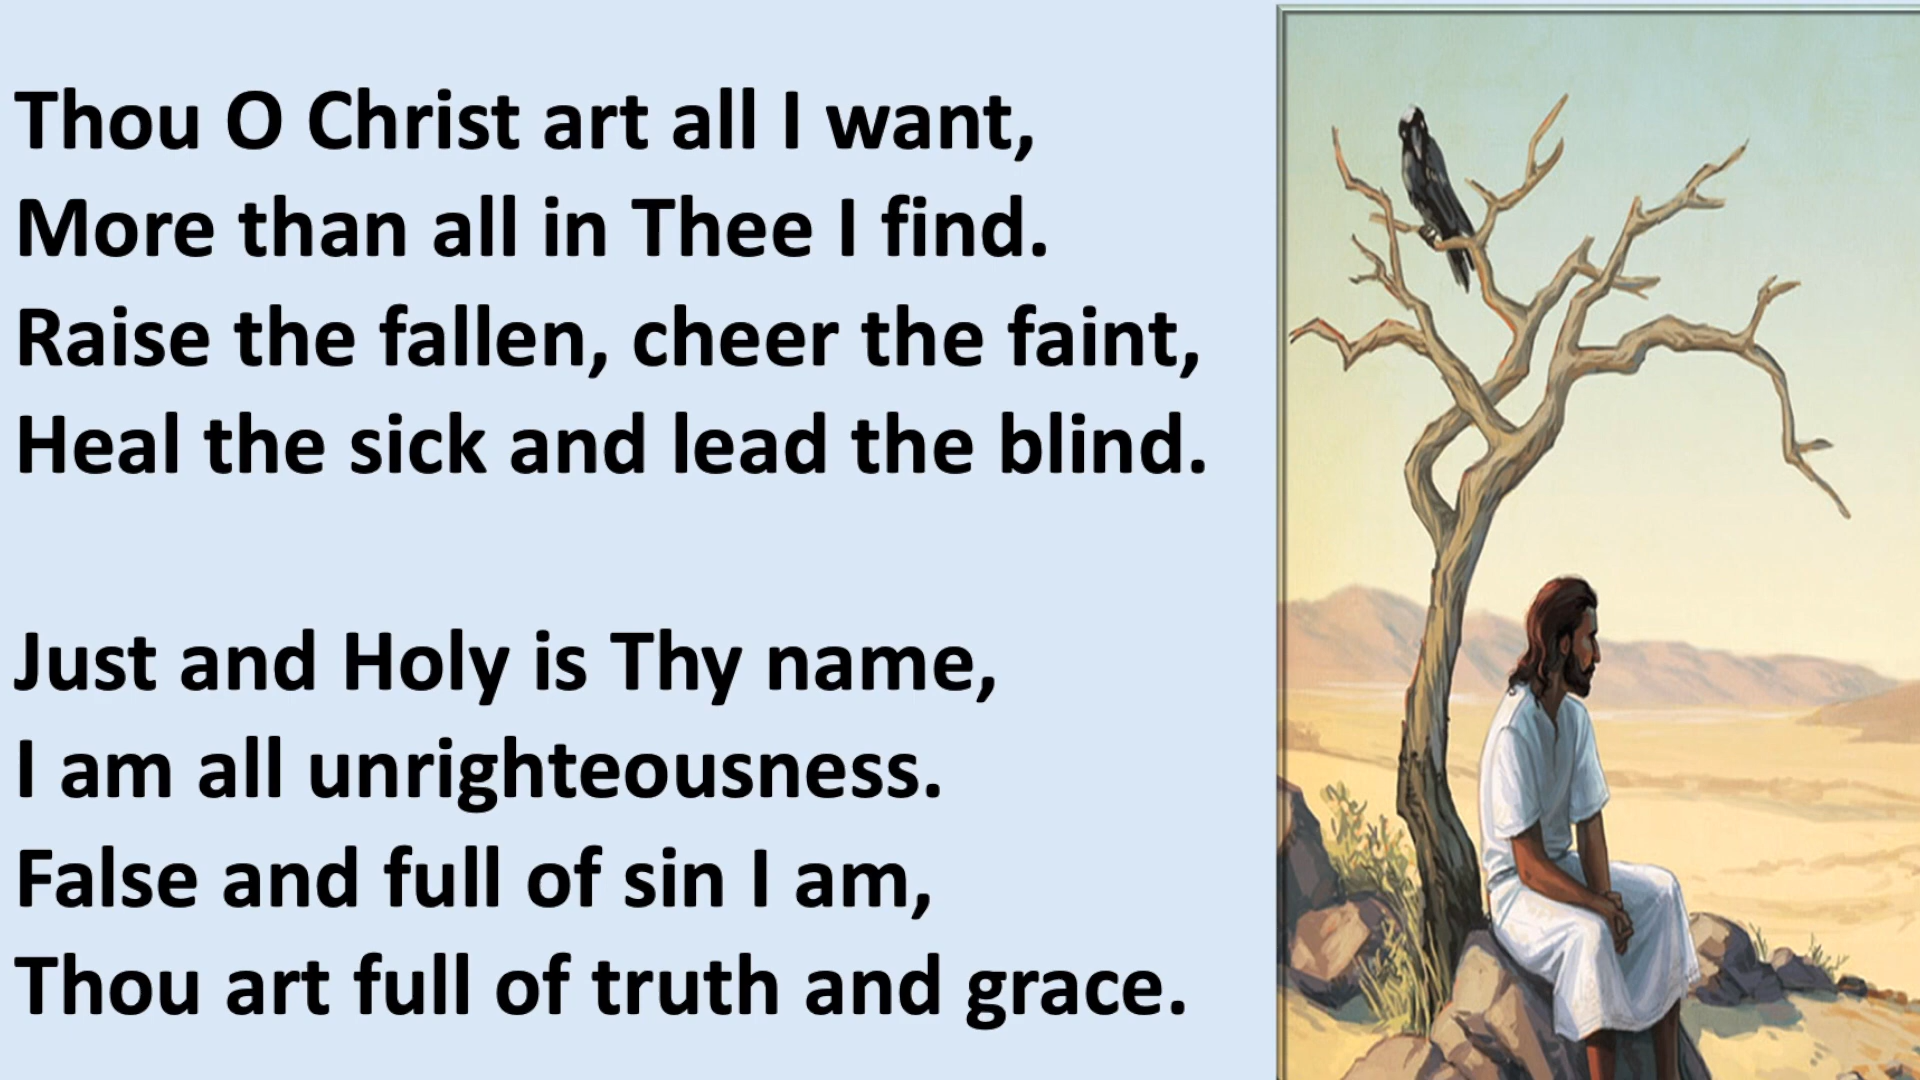 Thou O Christ art all I want,
More than all in Thee I find.
Raise the fallen, cheer the faint,
Heal the sick and lead the blind.
Just and Holy is Thy name,
I am all unrighteousness.
False and full of sin I am,
Thou art full of truth and grace.